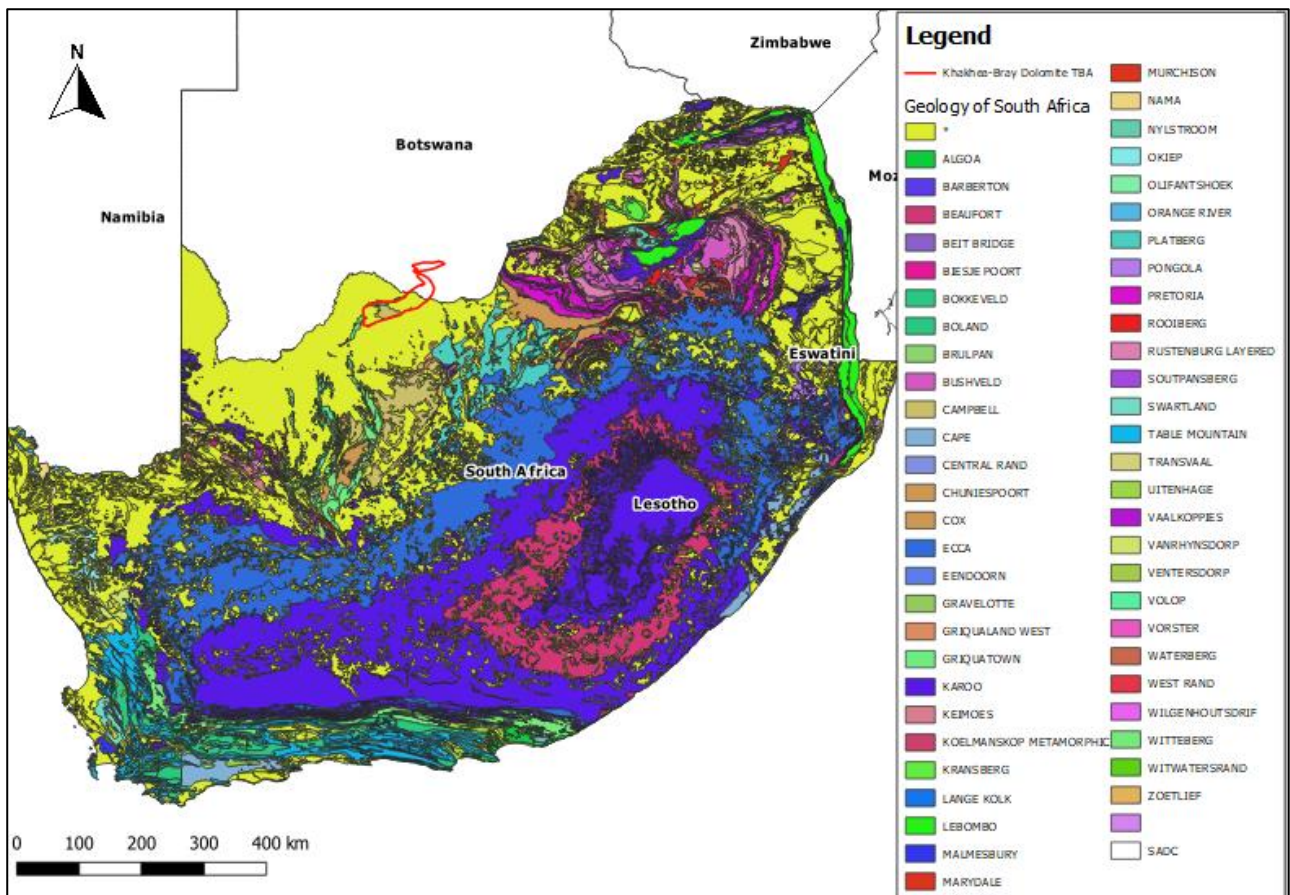 N
Zimbabwe
Botswana
Namibia
Moz
Eswatini
South Africa
Lesotho
0 100 200 300 400 km
Legend
Khakhea-Bray Dolomite TBA
Geology of South Africa
*
ALGOA
BARBERTON
BEAUFORT
BEIT BRIDGE
BIESJE POORT
BOKKEVELD
BOLAND
BRULPAN
BUSHVELD
CAMPBELL
CAPE
CENTRAL RAND
CHUNIESPOORT
COX
ECCA
EENDOORN
GRAVELOTTE
GRIQUALAND WEST
GRIQUATOWN
KAROO
KEIMOES
KOELMANSKOP METAMORPHIC
KRANSBERG
LANGE KOLK
LEBOMBO
MALMESBURY
MARYDALE
MURCHISON
NAMA
NYLSTROOM
OKIEP
OLIFANTSHOEK
ORANGE RIVER
PLATBERG
PONGOLA
PRETORIA
ROOIBERG
RUSTENBURG LAYERED
SOUTPANSBERG
SWARTLAND
TABLE MOUNTAIN
TRANSVAAL
UITENHAGE
VAALKOPPIES
VANRHYNSDORP
VENTERSDORP
VOLOP
VORSTER
WATERBERG
WEST RAND
WILGENHOUTSDRIF
WITTEBERG
WITWATERSRAND
ZOETLIEF
SADC